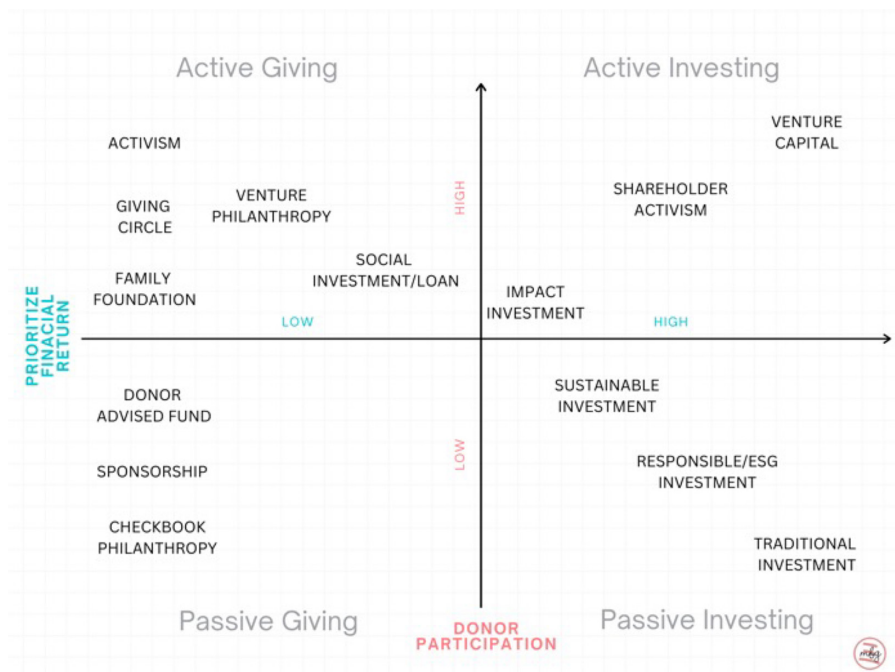 Active Giving
Active Investing
ACTIVISM
VENTURE
CAPITAL
GIVING
CIRCLE
VENTURE
PHILANTHROPY
HIGH
SHAREHOLDER
ACTIVISM
FAMILY
FOUNDATION
SOCIAL
INVESTMENT/LOAN
IMPACT
INVESTMENT
PRIORITIZE
FINACIAL
RETURN
LOW
HIGH
DONOR
ADVISED FUND
SUSTAINABLE
INVESTMENT
SPONSORSHIP
LOW
RESPONSIBLE/ESG
INVESTMENT
CHECKBOOK
PHILANTHROPY
TRADITIONAL
INVESTMENT
Passive Giving
DONOR
PARTICIPATION
Passive Investing